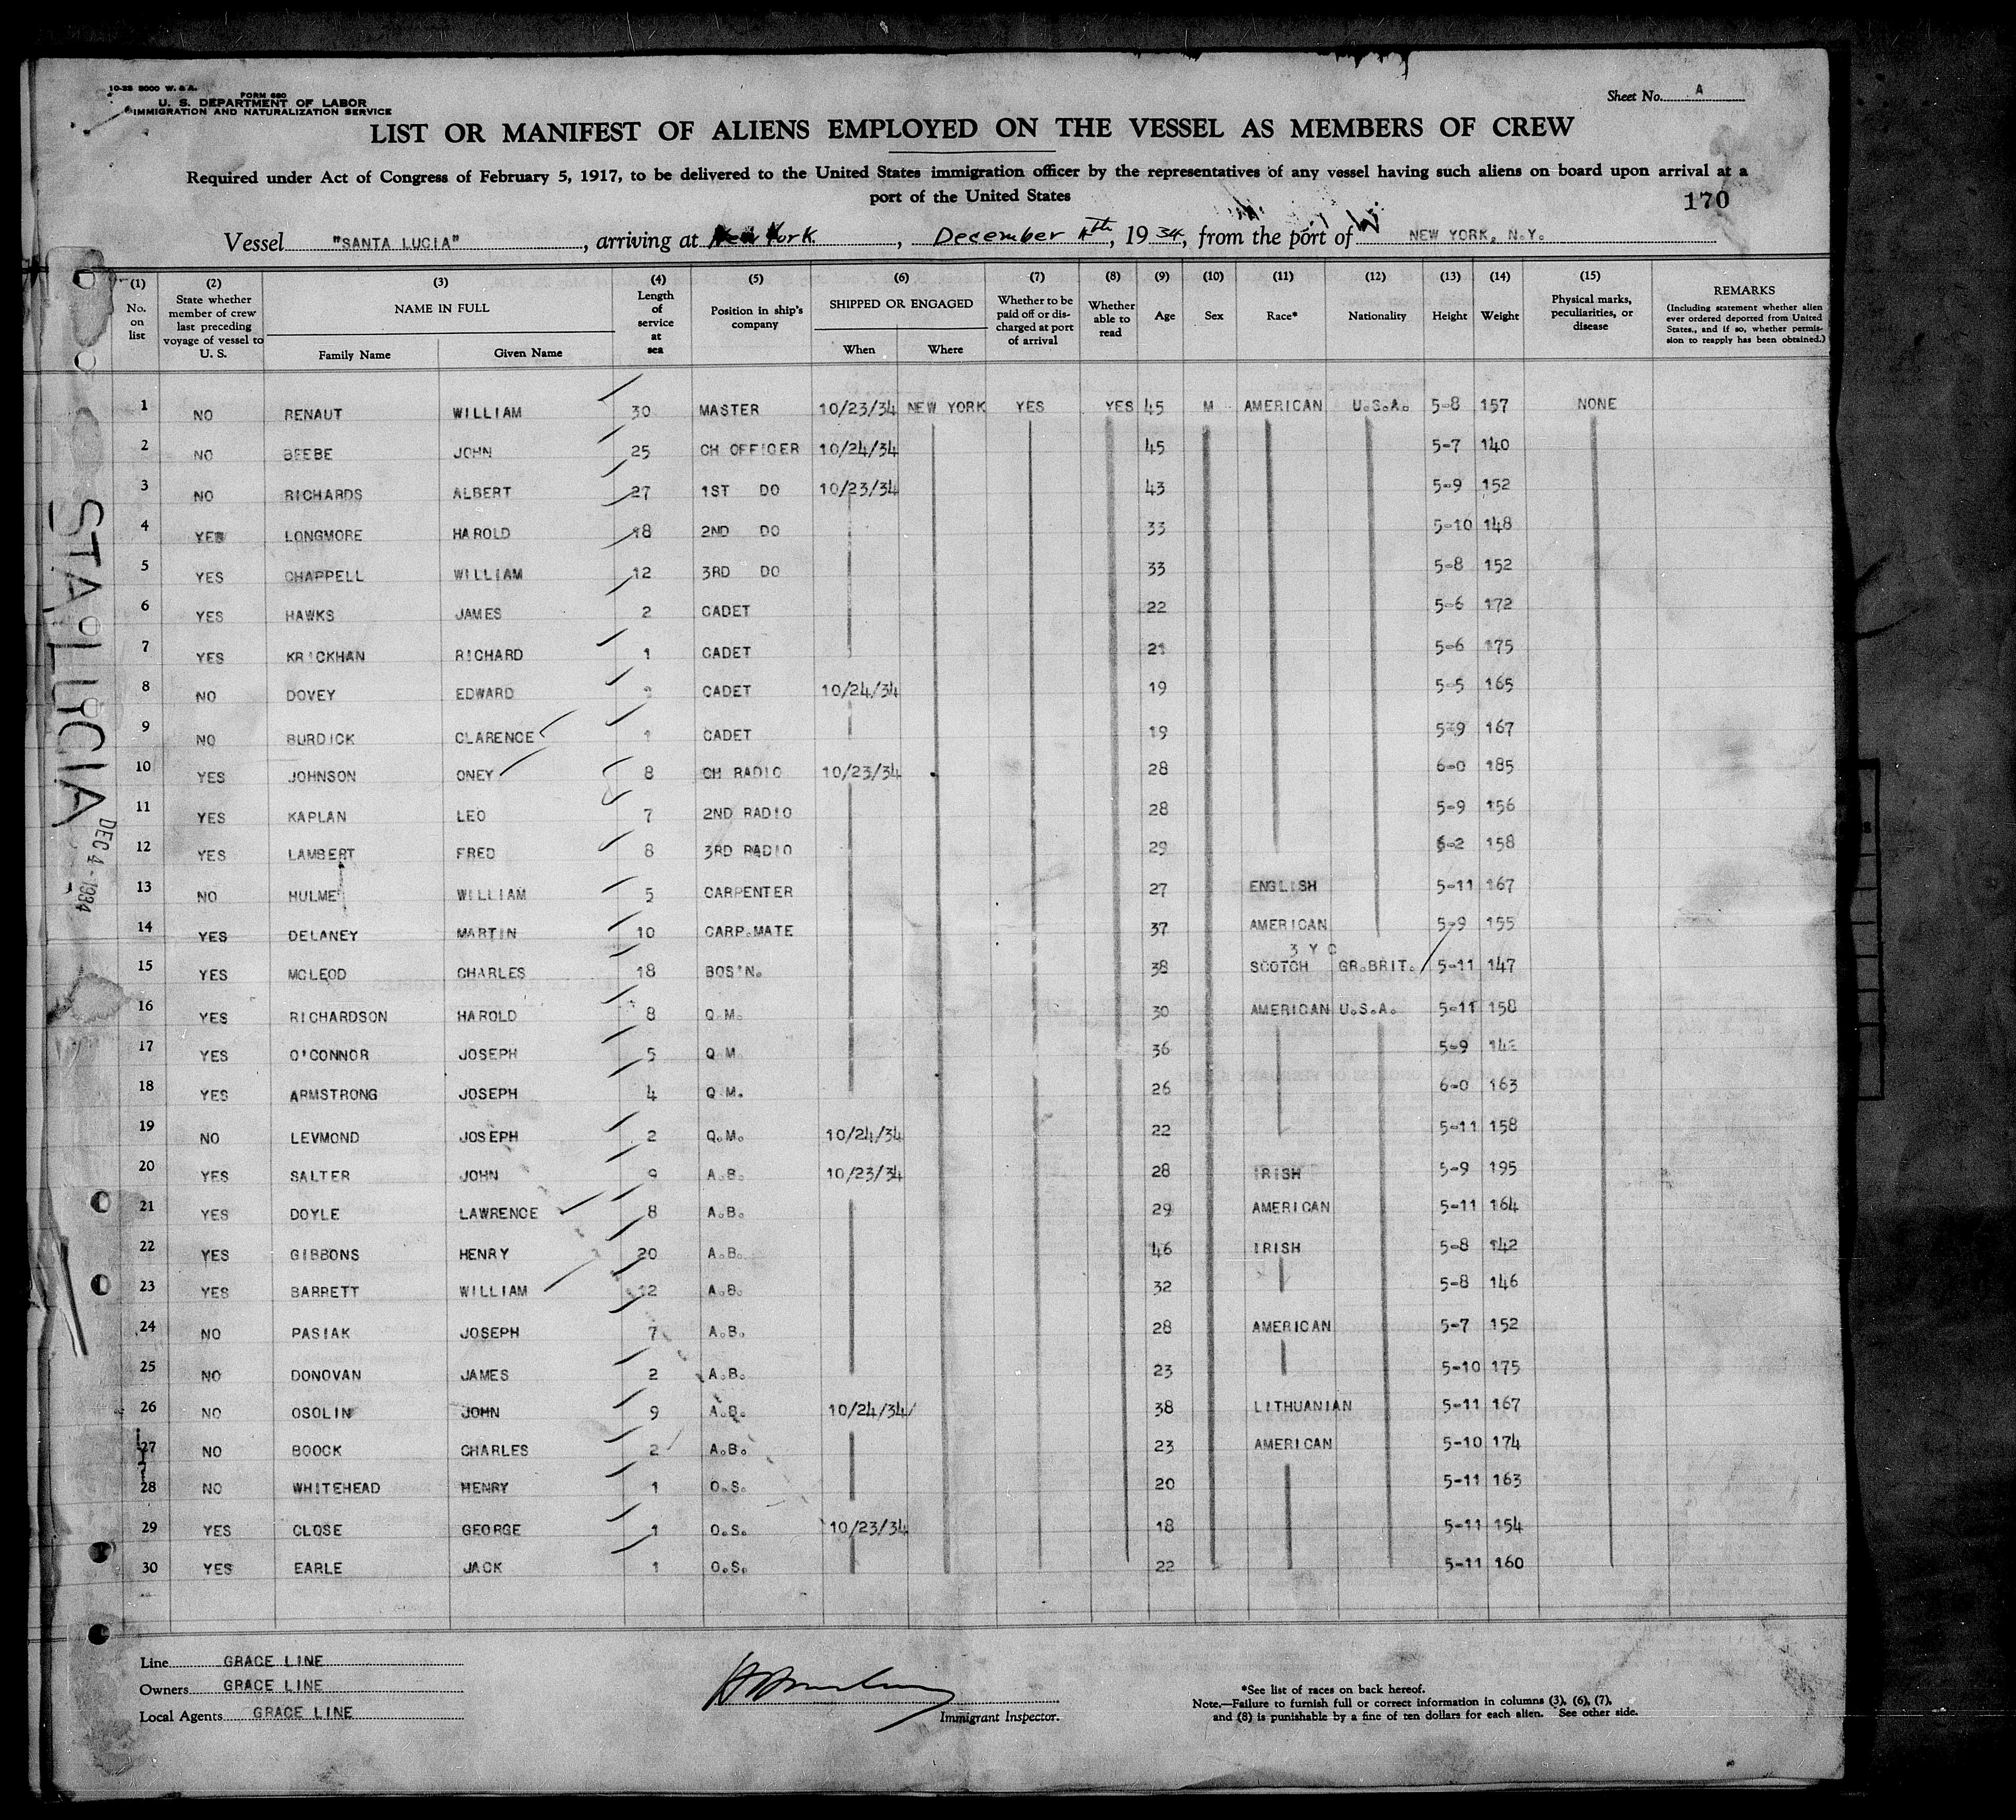 10-28 8000 W. & A.
FORM 680
U. S. DEPARTMENT OF LABOR
IMMIGRATION AND NATURALIZATION SERVICE
Sheet No. A
LIST OR MANIFEST OF ALIENS EMPLOYED ON THE VESSEL AS MEMBERS OF CREW
Required under Act of Congress of February 5, 1917, to be delivered to the United States immigration officer by the representatives of any vessel having such aliens on board upon arrival at a
port of the United States
170
Vessel "SANTA LUCIA", arriving at New York, December 4th, 1934, from the port of NEW YORK, N.Y.
(1) (2) (3) (4) (5) (6) (7) (8) (9) (10) (11) (12) (13) (14) (15)
No. on list
State whether member of crew last preceding voyage of vessel to U. S.
NAME IN FULL
Family Name Given Name
Length of service at sea
Position in ship's company
SHIPPED OR ENGAGED
When Where
Whether to be paid off or discharged at port of arrival
Whether able to read
Age
Sex
Race*
Nationality
Height
Weight
Physical marks, peculiarities, or disease
REMARKS
(Including statement whether alien ever ordered deported from United States, and if so, whether permission to reapply has been obtained.)
1 NO RENAUT WILLIAM 30 MASTER 10/23/34 NEW YORK YES YES 45 M AMERICAN U.S.A. 5-8 157 NONE
2 NO BEEBE JOHN 25 CH OFFICER 10/24/34 45 5-7 140
3 NO RICHARDS ALBERT 27 1ST DO 10/23/34 43 5-9 152
4 YES LONGMORE HAROLD 18 2ND DO 33 5-10 148
5 YES CHAPPELL WILLIAM 12 3RD DO 33 5-8 152
6 YES HAWKS JAMES 2 CADET 22 5-6 172
7 YES KRICKHAN RICHARD 1 CADET 21 5-6 175
8 NO DOVEY EDWARD CADET 10/24/34 19 5-5 165
9 NO BURDICK CLARENCE 1 CADET 19 5-9 167
10 YES JOHNSON ONEY 8 CH RADIO 10/23/34 28 6-0 185
11 YES KAPLAN LEO 7 2ND RADIO 28 5-9 156
12 YES LAMBERT FRED 8 3RD RADIO 29 6-2 158
13 NO HULME WILLIAM 5 CARPENTER 27 ENGLISH 5-11 167
14 YES DELANEY MARTIN 10 CARP.MATE 37 AMERICAN 5-9 155
3 Y C
15 YES MCLEOD CHARLES 18 BOS'N. 38 SCOTCH GR.BRIT. 5-11 147
16 YES RICHARDSON HAROLD 8 Q.M. 30 AMERICAN U.S.A. 5-11 158
17 YES O'CONNOR JOSEPH 5 Q.M. 36 5-9
18 YES ARMSTRONG JOSEPH 4 Q.M. 26 6-0 163
19 NO LEVMOND JOSEPH 2 Q.M. 10/24/34 22 5-11 158
20 YES SALTER JOHN 9 A.B. 10/23/34 28 IRISH 5-9 195
21 YES DOYLE LAWRENCE 8 A.B. 29 AMERICAN 5-11 164
22 YES GIBBONS HENRY 20 A.B. 46 IRISH 5-8 142
23 YES BARRETT WILLIAM 12 A.B. 32 5-8 146
24 NO PASIAK JOSEPH 7 A.B. 28 AMERICAN 5-7 152
25 NO DONOVAN JAMES 2 A.B. 23 5-10 175
26 NO OSOLIN JOHN 9 A.B. 10/24/34 38 LITHUANIAN 5-11 167
27 NO BOOCK CHARLES 2 A.B. 23 AMERICAN 5-10 174
28 NO WHITEHEAD HENRY 1 O.S. 20 5-11 163
29 YES CLOSE GEORGE 1 O.S. 10/23/34 18 5-11 154
30 YES EARLE JACK 1 O.S. 22 5-11 160
STA LUCIA
DEC 4 - 1934
Line GRACE LINE
Owners GRACE LINE
Local Agents GRACE LINE
Immigrant Inspector.
*See list of races on back hereof.
Note.—Failure to furnish full or correct information in columns (3), (6), (7),
and (8) is punishable by a fine of ten dollars for each alien. See other side.